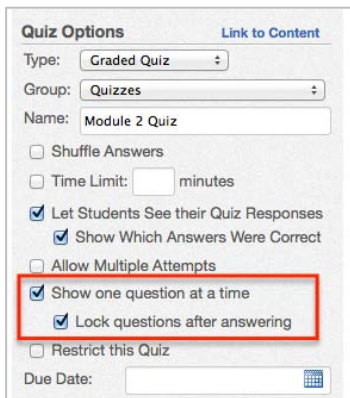 Quiz Options Link to Content
Type: Graded Quiz
Group: Quizzes
Name: Module 2 Quiz
Shuffle Answers
Time Limit: minutes
Let Students See their Quiz Responses
Show Which Answers Were Correct
Allow Multiple Attempts
Show one question at a time
Lock questions after answering
Restrict this Quiz
Due Date: